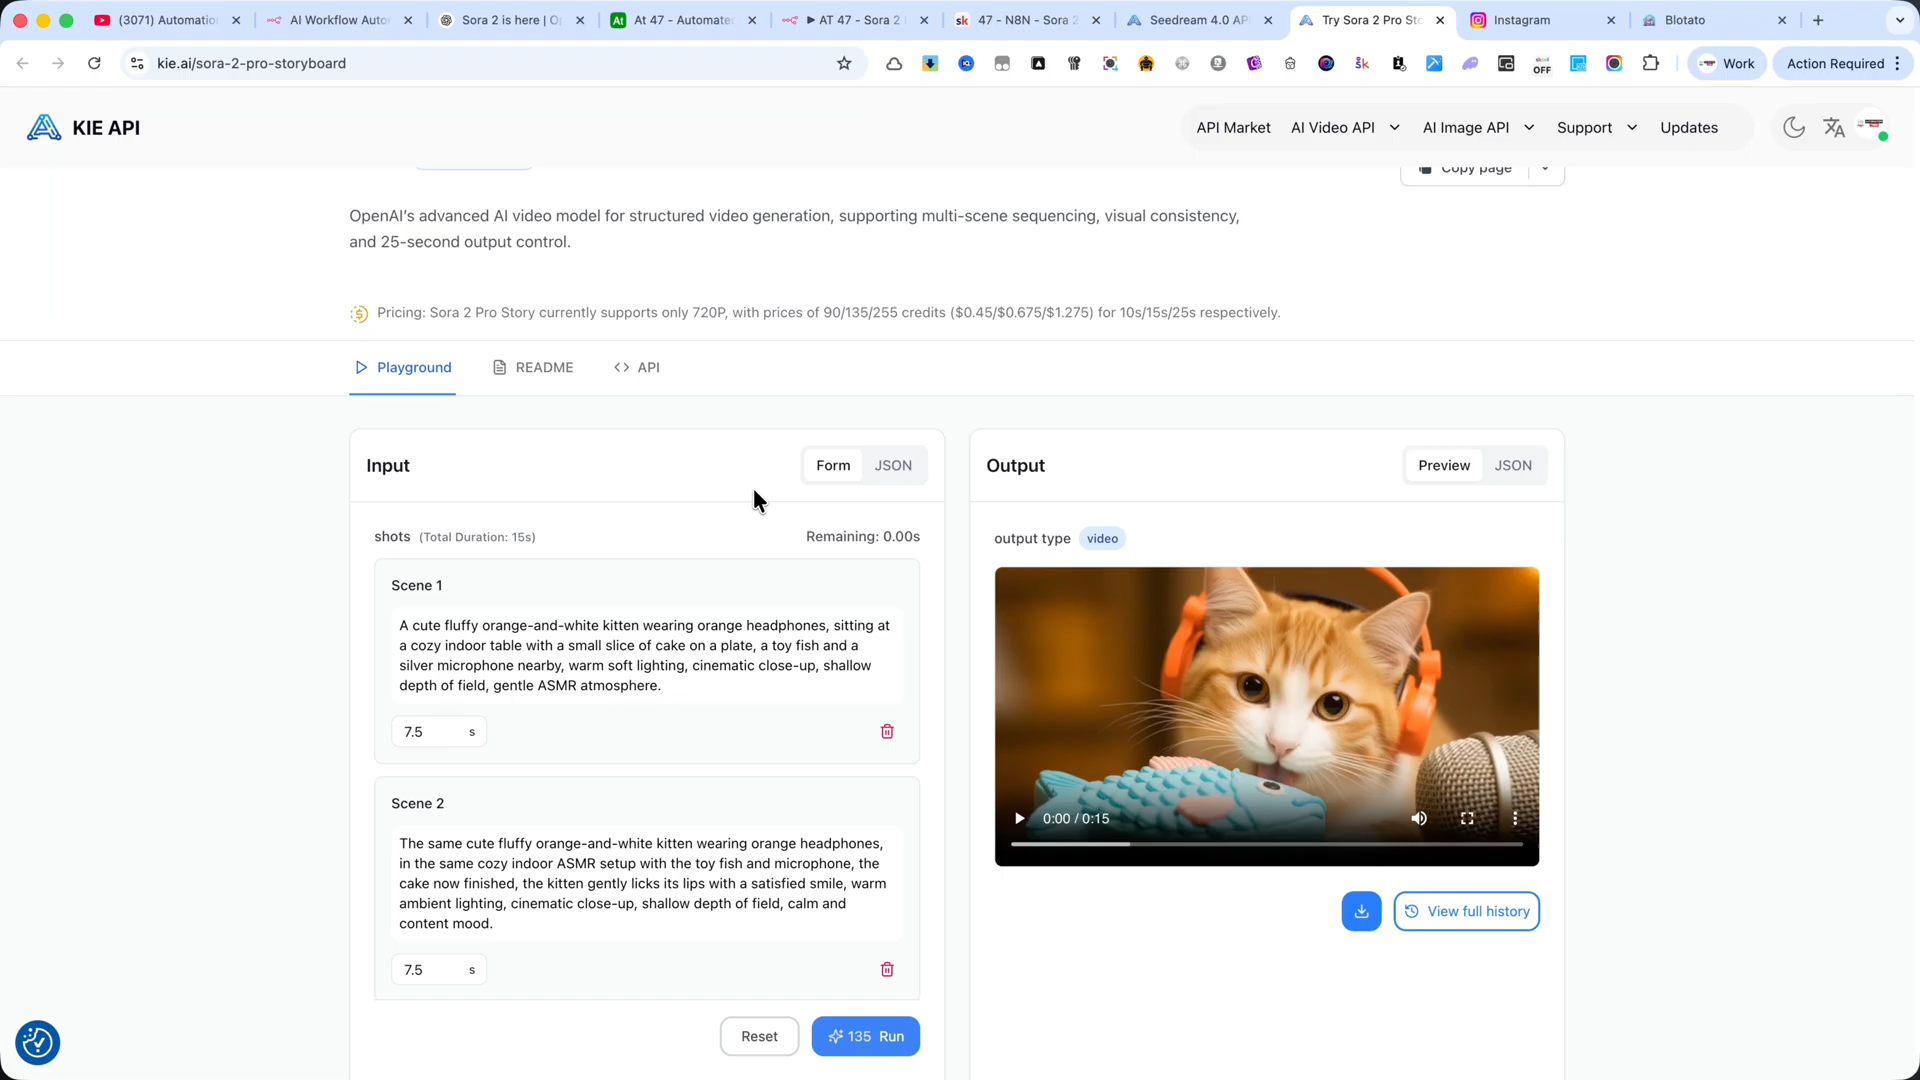 (3071) Automation
AI Workflow Auto
Sora 2 is here | O
At 47 - Automate
AT 47 - Sora 2
47 - N8N - Sora 2
Seedream 4.0 API
Try Sora 2 Pro Sto
Instagram
Blotato
kie.ai/sora-2-pro-storyboard
OFF
Work
Action Required
KIE API
API Market
AI Video API
AI Image API
Support
Updates
Copy page
OpenAI's advanced AI video model for structured video generation, supporting multi-scene sequencing, visual consistency,
and 25-second output control.
Pricing: Sora 2 Pro Story currently supports only 720P, with prices of 90/135/255 credits ($0.45/$0.675/$1.275) for 10s/15s/25s respectively.
Playground
README
API
Input
Form
JSON
shots (Total Duration: 15s)
Remaining: 0.00s
Scene 1
A cute fluffy orange-and-white kitten wearing orange headphones, sitting at
a cozy indoor table with a small slice of cake on a plate, a toy fish and a
silver microphone nearby, warm soft lighting, cinematic close-up, shallow
depth of field, gentle ASMR atmosphere.
7.5 s
Scene 2
The same cute fluffy orange-and-white kitten wearing orange headphones,
in the same cozy indoor ASMR setup with the toy fish and microphone, the
cake now finished, the kitten gently licks its lips with a satisfied smile, warm
ambient lighting, cinematic close-up, shallow depth of field, calm and
content mood.
7.5 s
Reset
135 Run
Output
Preview
JSON
output type video
0:00 / 0:15
View full history